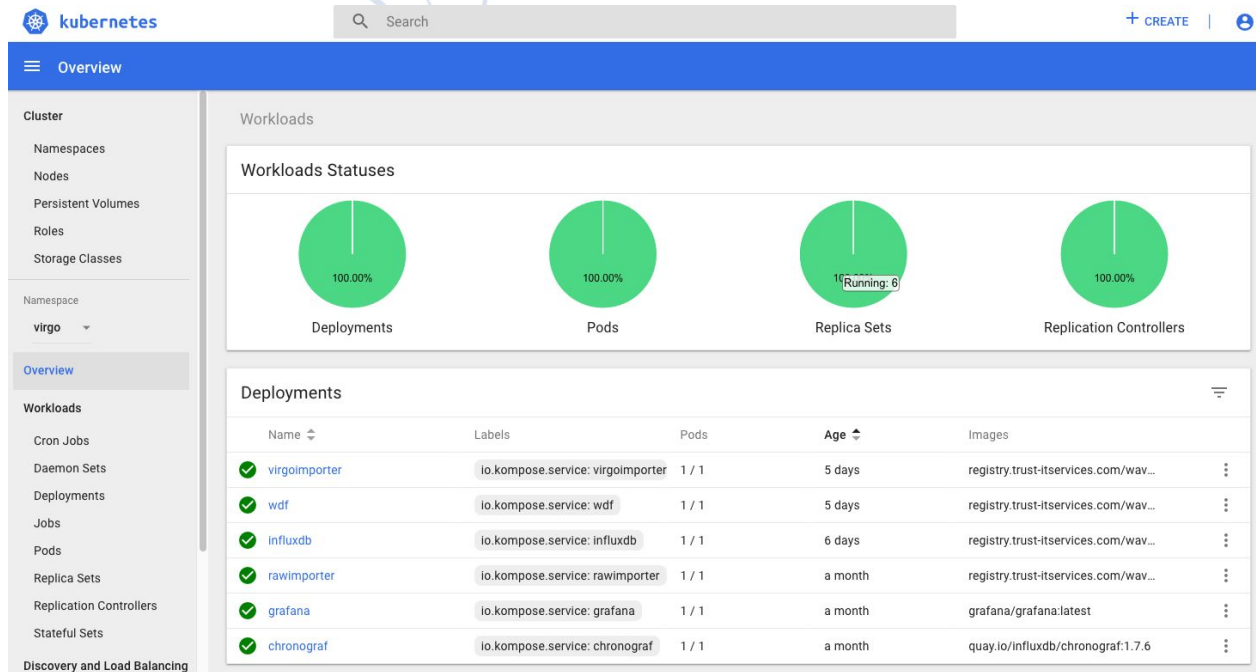 kubernetes
Search
+ CREATE
Overview
Cluster
Namespaces
Nodes
Persistent Volumes
Roles
Storage Classes
Namespace
virgo
Overview
Workloads
Cron Jobs
Daemon Sets
Deployments
Jobs
Pods
Replica Sets
Replication Controllers
Stateful Sets
Discovery and Load Balancing
Workloads
Workloads Statuses
100.00% 100.00% Running: 6 100.00%
Deployments Pods Replica Sets Replication Controllers
Deployments
Name Labels Pods Age Images
virgoimporter io.kompose.service: virgoimporter 1 / 1 5 days registry.trust-itservices.com/wav...
wdf io.kompose.service: wdf 1 / 1 5 days registry.trust-itservices.com/wav...
influxdb io.kompose.service: influxdb 1 / 1 6 days registry.trust-itservices.com/wav...
rawimporter io.kompose.service: rawimporter 1 / 1 a month registry.trust-itservices.com/wav...
grafana io.kompose.service: grafana 1 / 1 a month grafana/grafana:latest
chronograf io.kompose.service: chronograf 1 / 1 a month quay.io/influxdb/chronograf:1.7.6